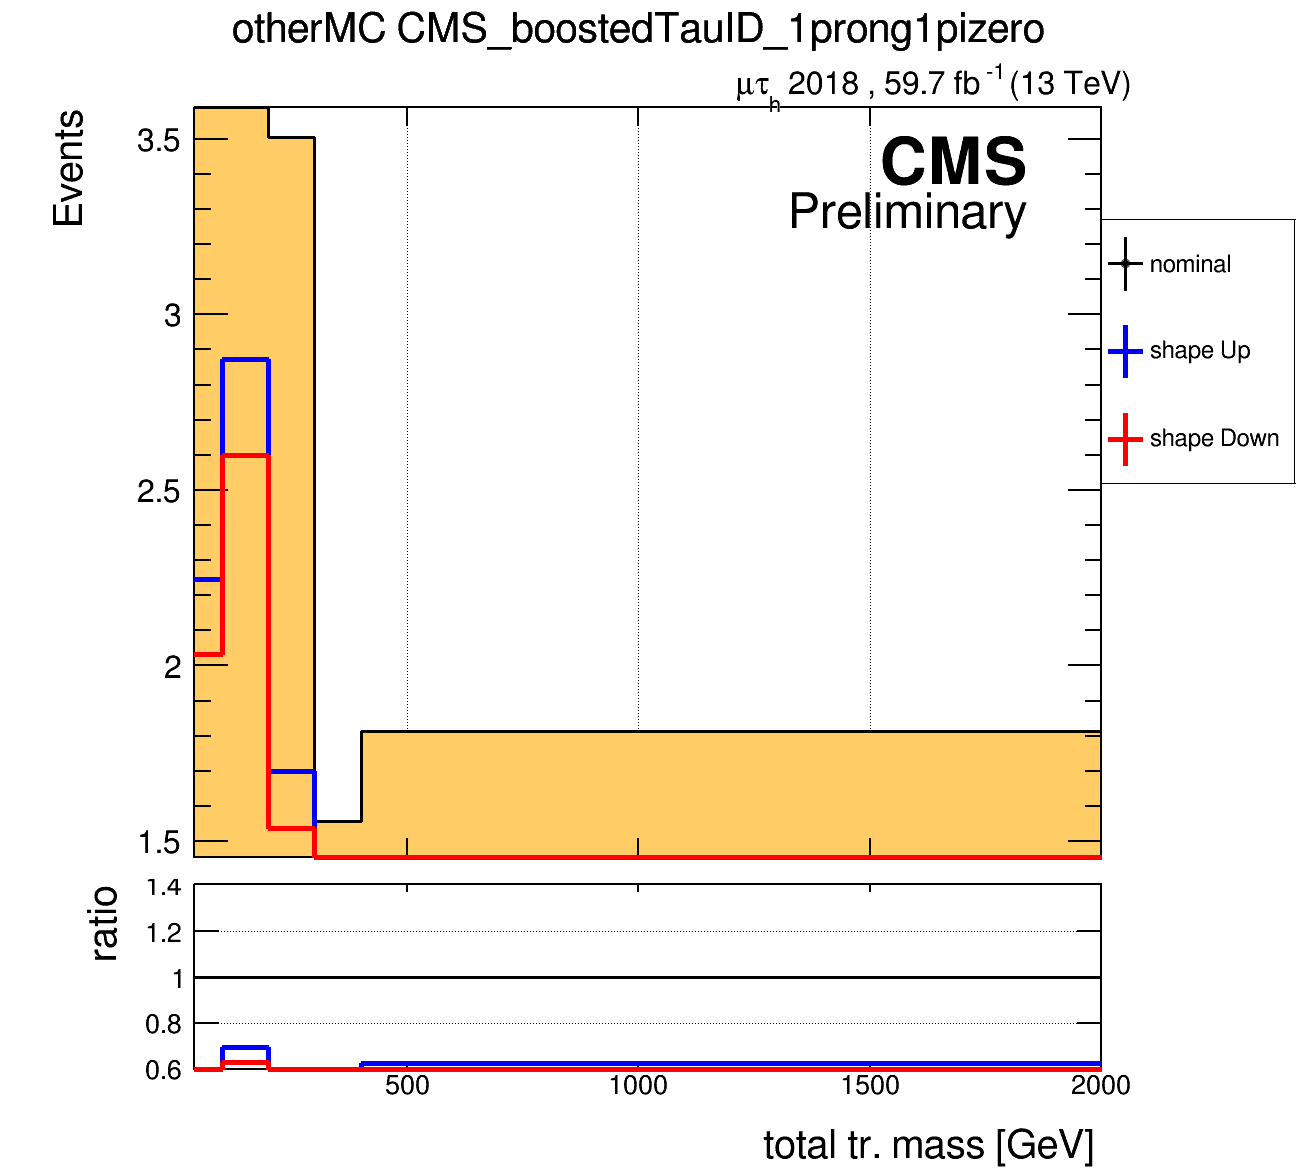 otherMC CMS_boostedTauID_1prong1pizero
μτh 2018 , 59.7 fb-1 (13 TeV)
Events
CMS
Preliminary
3.5
3
2.5
2
1.5
nominal
shape Up
shape Down
ratio
1.4
1.2
1
0.8
0.6
500 1000 1500 2000
total tr. mass [GeV]